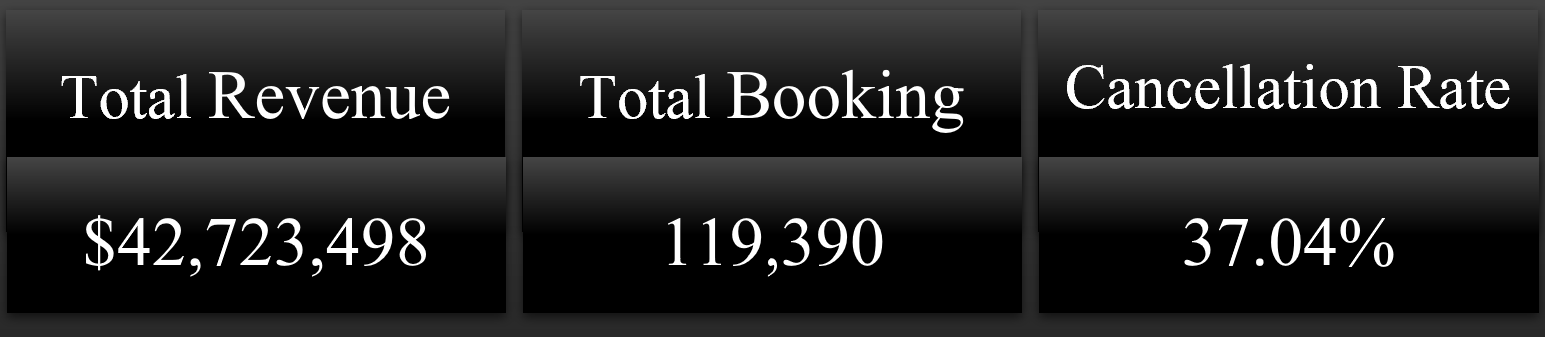 Total Revenue
$42,723,498
Total Booking
119,390
Cancellation Rate
37.04%